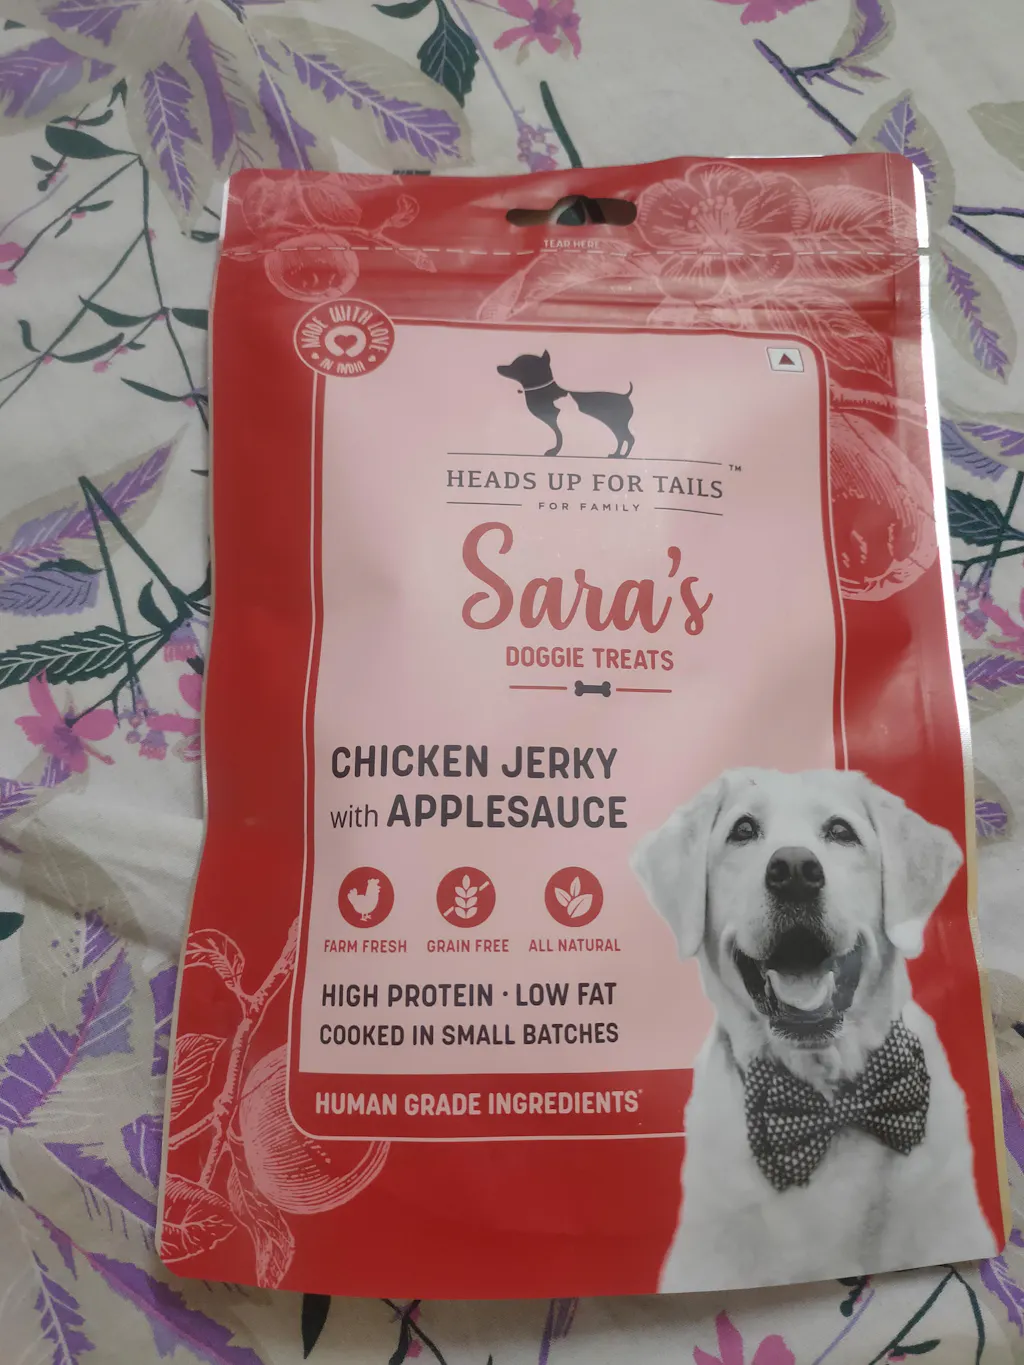 TEAR HERE
MADE WITH LOVE
IN INDIA
HEADS UP FOR TAILS™
FOR FAMILY
Sara's
DOGGIE TREATS
CHICKEN JERKY
with APPLESAUCE
FARM FRESH GRAIN FREE ALL NATURAL
HIGH PROTEIN · LOW FAT
COOKED IN SMALL BATCHES
HUMAN GRADE INGREDIENTS*